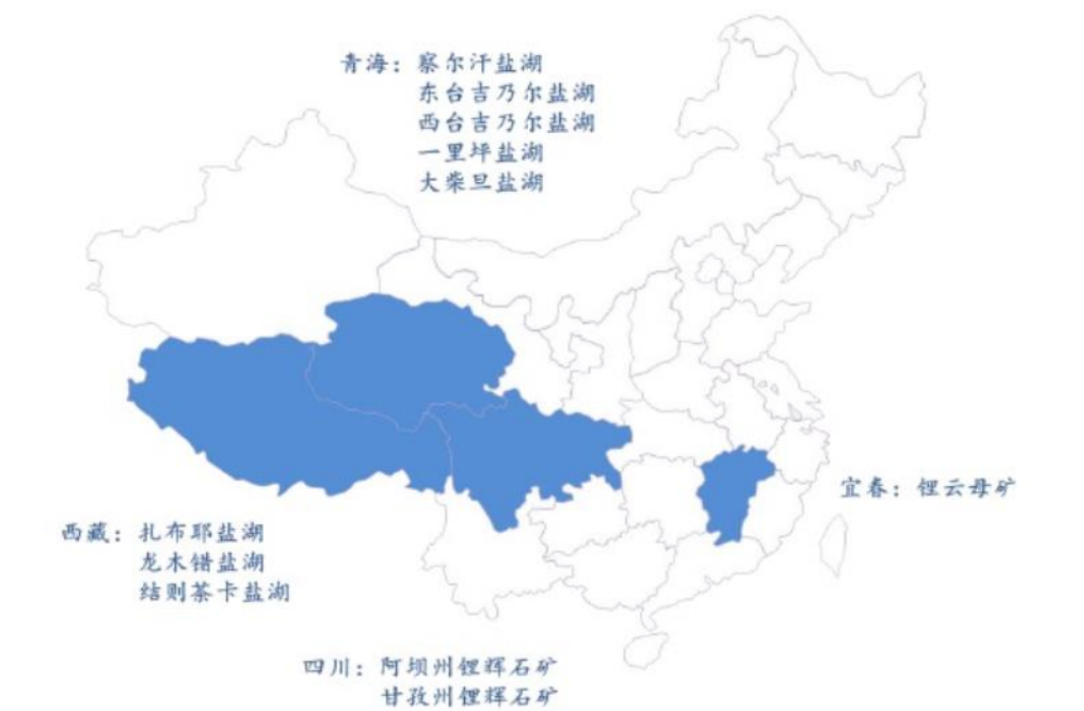 青海：察尔汗盐湖
东台吉乃尔盐湖
西台吉乃尔盐湖
一里坪盐湖
大柴旦盐湖
宜春：锂云母矿
西藏：扎布耶盐湖
龙木错盐湖
结则茶卡盐湖
四川：阿坝州锂辉石矿
甘孜州锂辉石矿